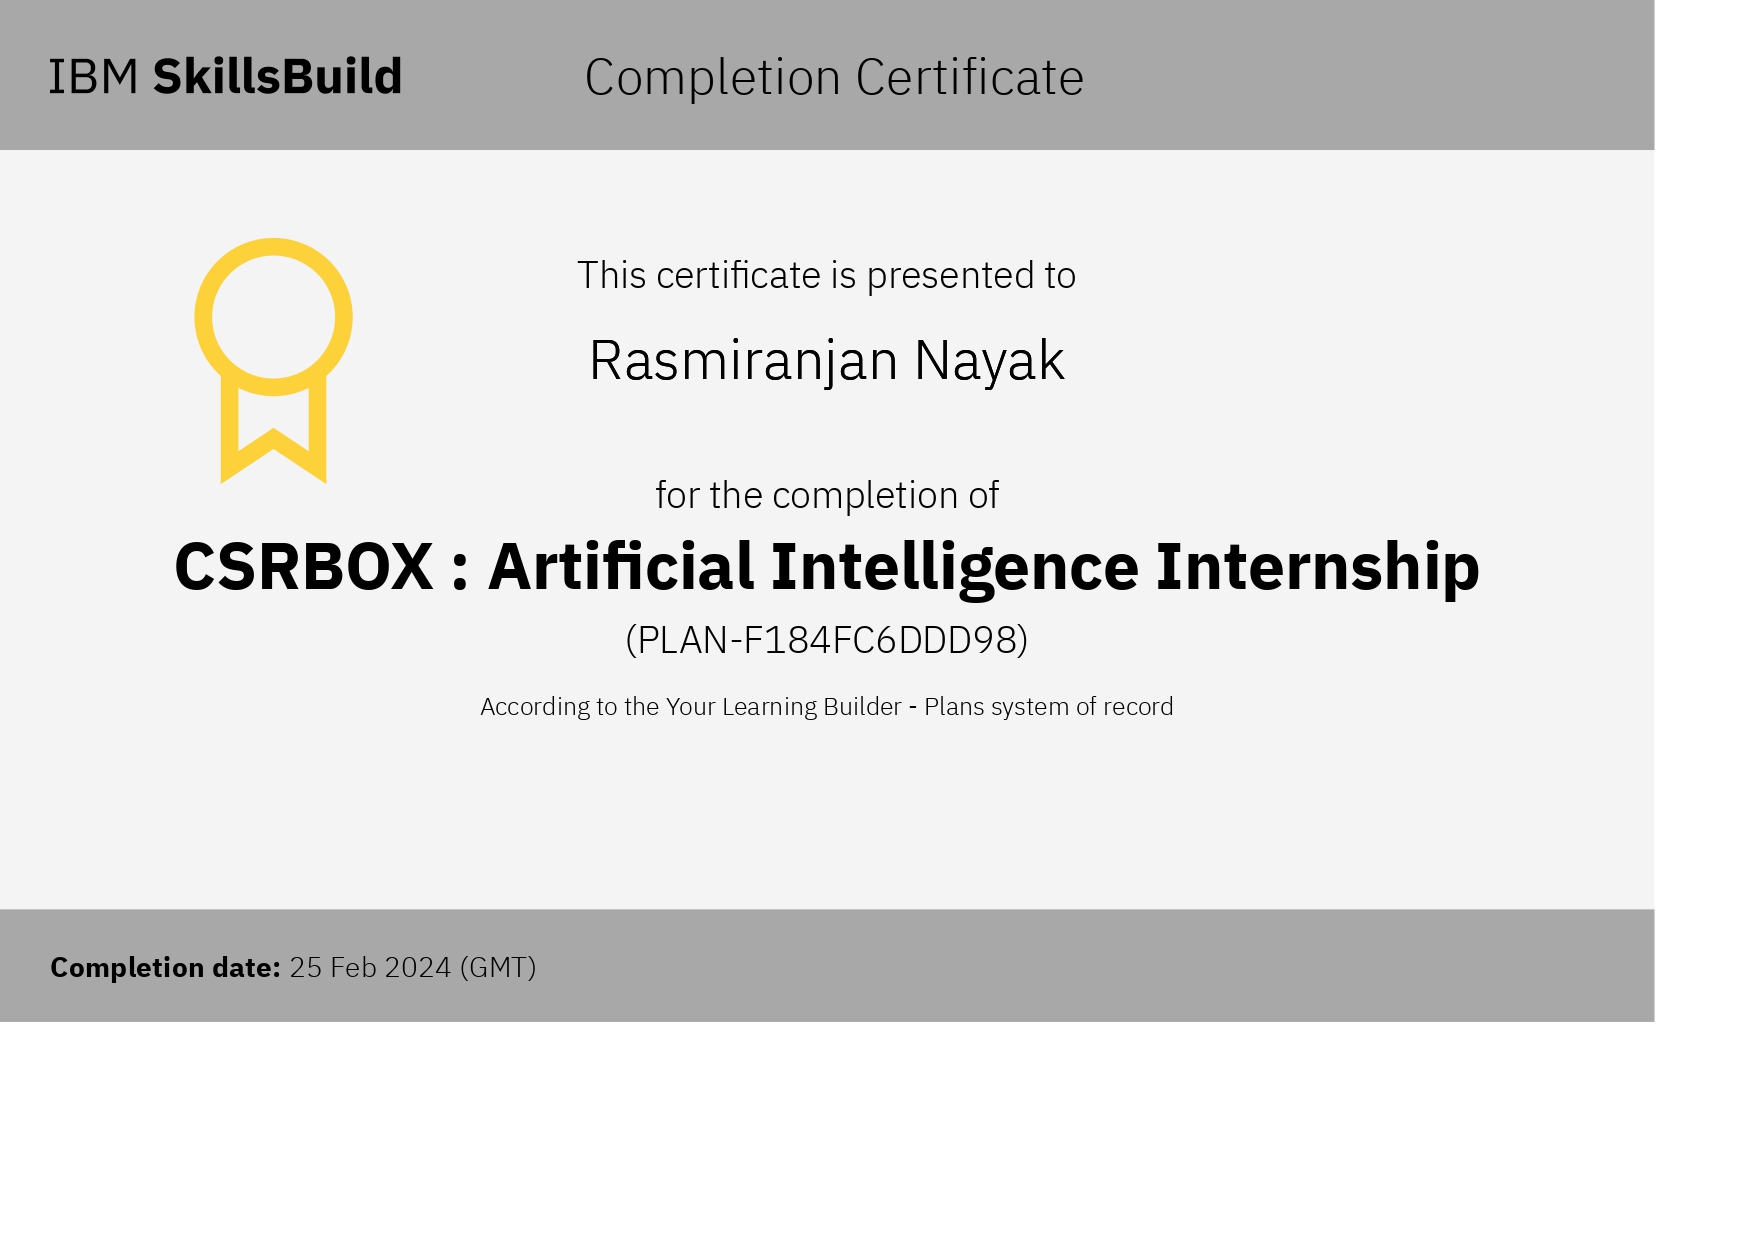 IBM SkillsBuild
Completion Certificate
This certificate is presented to
Rasmiranjan Nayak
for the completion of
CSRBOX : Artificial Intelligence Internship
(PLAN-F184FC6DDD98)
According to the Your Learning Builder - Plans system of record
Completion date: 25 Feb 2024 (GMT)